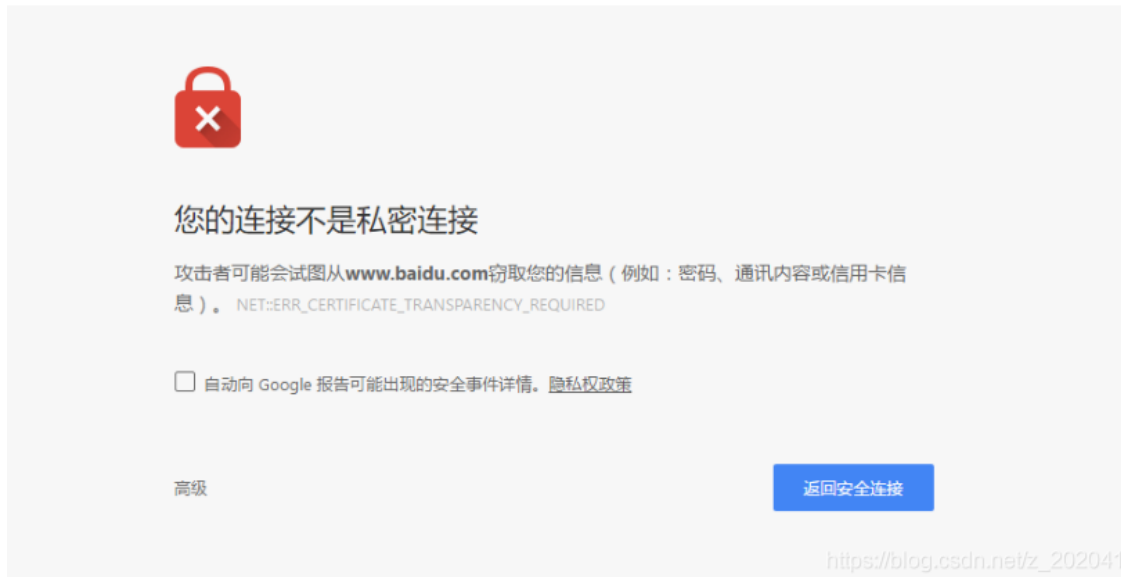 您的连接不是私密连接
攻击者可能会试图从www.baidu.com窃取您的信息（例如：密码、通讯内容或信用卡信
息）。 NET::ERR_CERTIFICATE_TRANSPARENCY_REQUIRED
自动向 Google 报告可能出现的安全事件详情。隐私权政策
高级
返回安全连接
https://blog.csdn.net/z_202041